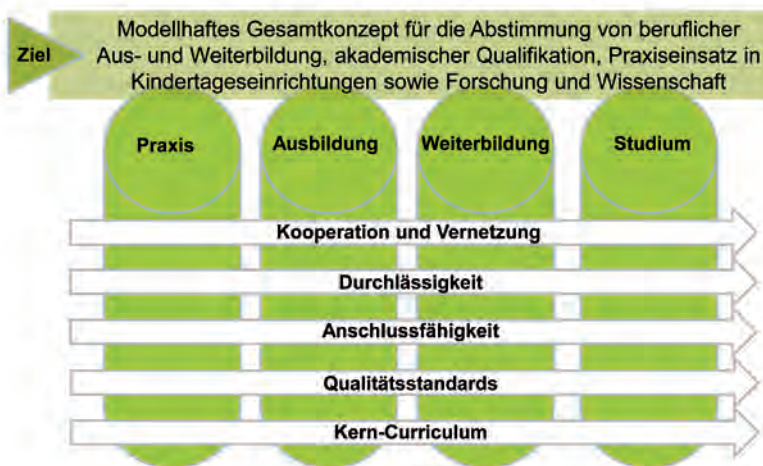 Ziel
Modellhaftes Gesamtkonzept für die Abstimmung von beruflicher
Aus- und Weiterbildung, akademischer Qualifikation, Praxiseinsatz in
Kindertageseinrichtungen sowie Forschung und Wissenschaft
Praxis
Ausbildung
Weiterbildung
Studium
Kooperation und Vernetzung
Durchlässigkeit
Anschlussfähigkeit
Qualitätsstandards
Kern-Curriculum